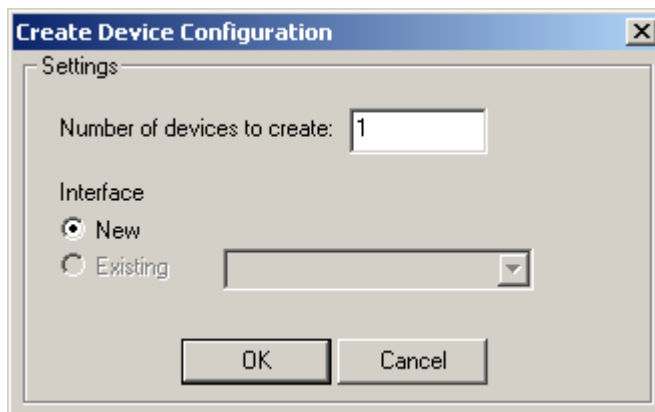 Create Device Configuration
Settings
Number of devices to create: 1
Interface
New
Existing
OK Cancel